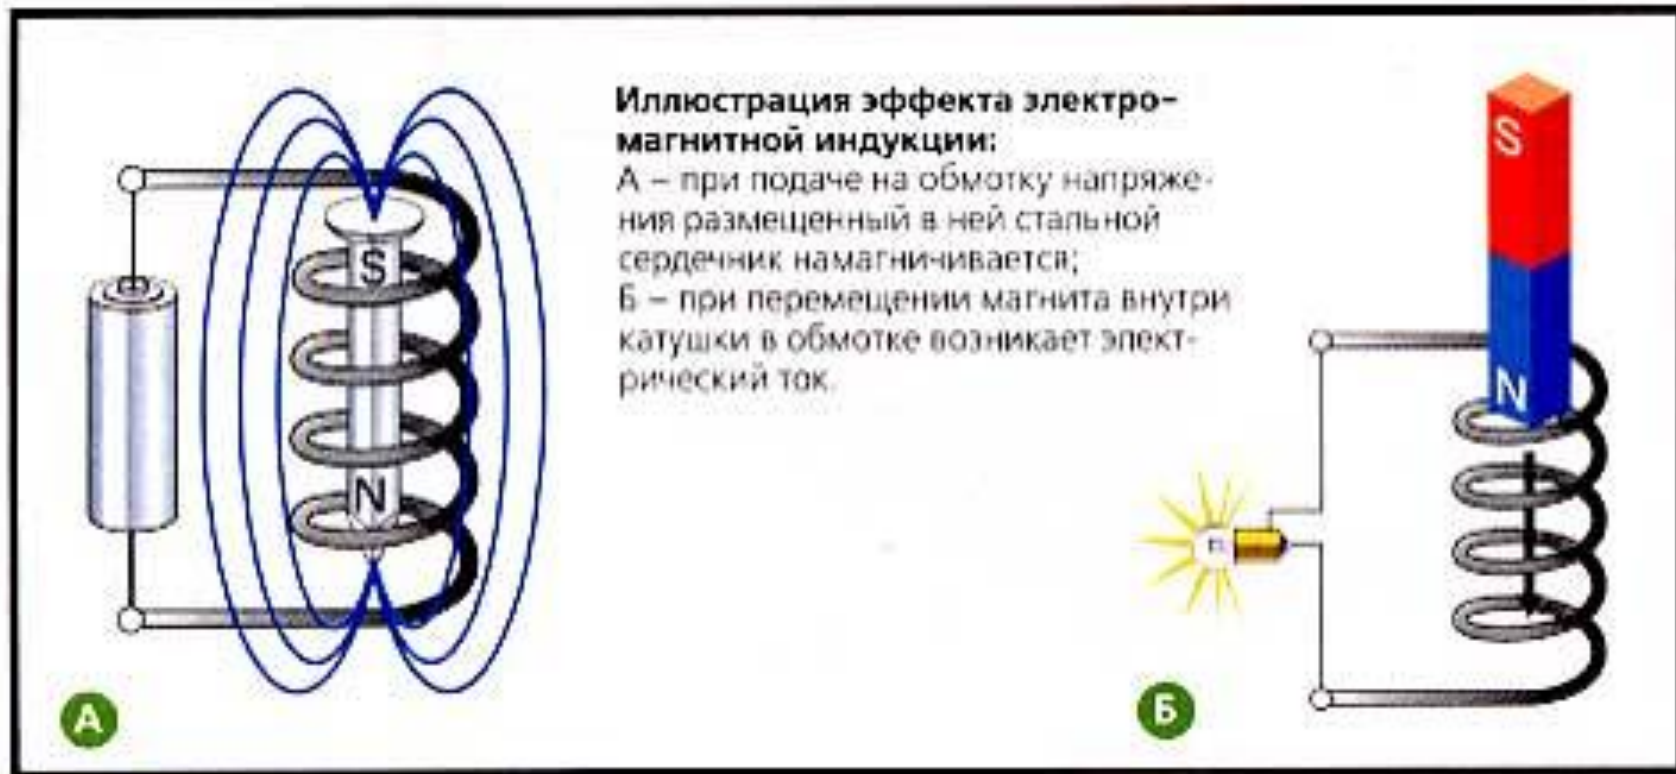 Иллюстрация эффекта электро-
магнитной индукции:
А – при подаче на обмотку напряже-
ния размещенный в ней стальной
сердечник намагничивается;
Б – при перемещении магнита внутри
катушки в обмотке возникает элект-
рический ток.
S
N
А
S
N
Б